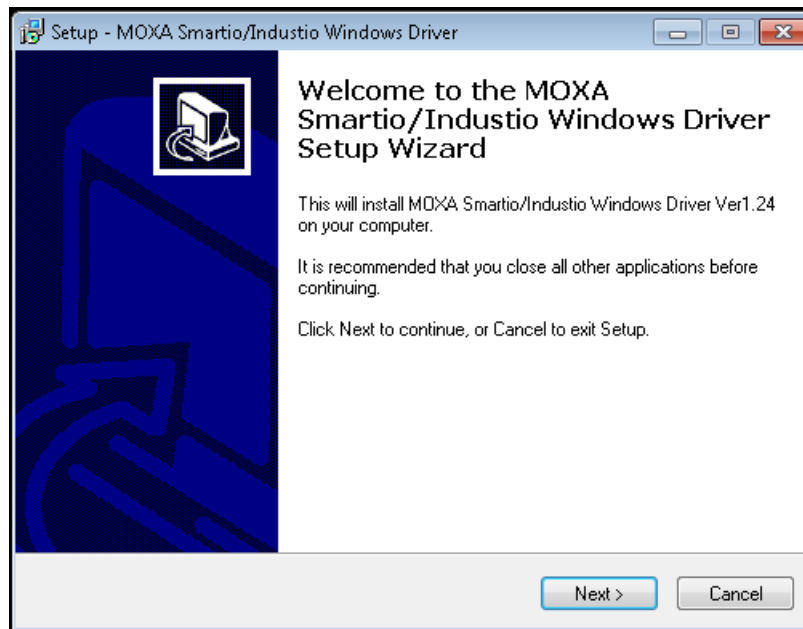 Setup - MOXA Smartio/Industio Windows Driver
Welcome to the MOXA
Smartio/Industio Windows Driver
Setup Wizard
This will install MOXA Smartio/Industio Windows Driver Ver1.24
on your computer.
It is recommended that you close all other applications before
continuing.
Click Next to continue, or Cancel to exit Setup.
Next >
Cancel